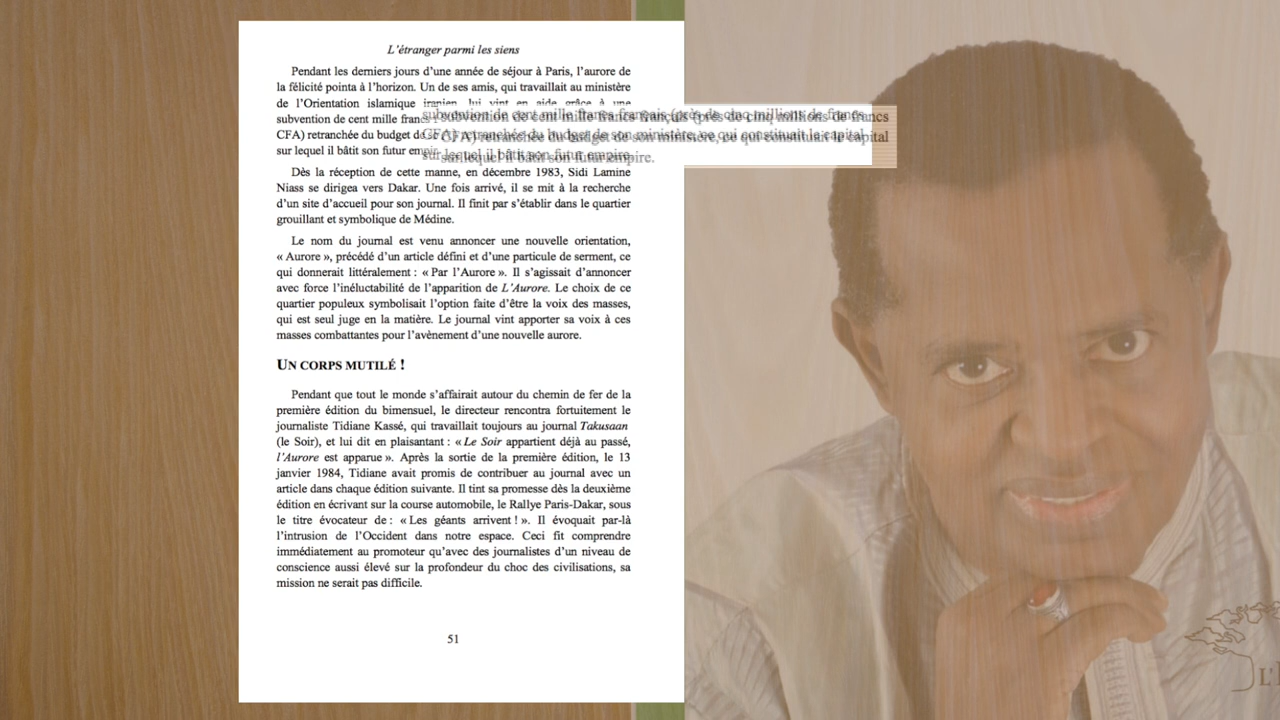 L'étranger parmi les siens
Pendant les derniers jours d'une année de séjour à Paris, l'aurore de
la félicité pointa à l'horizon. Un de ses amis, qui travaillait au ministère
de l'Orientation islamique iranien, lui vint en aide grâce à une
subvention de cent mille francs français (près de cinq millions de francs
CFA) retranchée du budget de son ministère, ce qui constituait le capital
sur lequel il bâtit son futur empire.
Dès la réception de cette manne, en décembre 1983, Sidi Lamine
Niass se dirigea vers Dakar. Une fois arrivé, il se mit à la recherche
d'un site d'accueil pour son journal. Il finit par s'établir dans le quartier
grouillant et symbolique de Médine.
Le nom du journal est venu annoncer une nouvelle orientation,
« Aurore », précédé d'un article défini et d'une particule de serment, ce
qui donnerait littéralement : « Par l'Aurore ». Il s'agissait d'annoncer
avec force l'inéluctabilité de l'apparition de L'Aurore. Le choix de ce
quartier populeux symbolisait l'option faite d'être la voix des masses,
qui est seul juge en la matière. Le journal vint apporter sa voix à ces
masses combattantes pour l'avènement d'une nouvelle aurore.
UN CORPS MUTILÉ !
Pendant que tout le monde s'affairait autour du chemin de fer de la
première édition du bimensuel, le directeur rencontra fortuitement le
journaliste Tidiane Kassé, qui travaillait toujours au journal Takusaan
(le Soir), et lui dit en plaisantant : « Le Soir appartient déjà au passé,
l'Aurore est apparue ». Après la sortie de la première édition, le 13
janvier 1984, Tidiane avait promis de contribuer au journal avec un
article dans chaque édition suivante. Il tint sa promesse dès la deuxième
édition en écrivant sur la course automobile, le Rallye Paris-Dakar, sous
le titre évocateur de : « Les géants arrivent ! ». Il évoquait par-là
l'intrusion de l'Occident dans notre espace. Ceci fit comprendre
immédiatement au promoteur qu'avec des journalistes d'un niveau de
conscience aussi élevé sur la profondeur du choc des civilisations, sa
mission ne serait pas difficile.
51